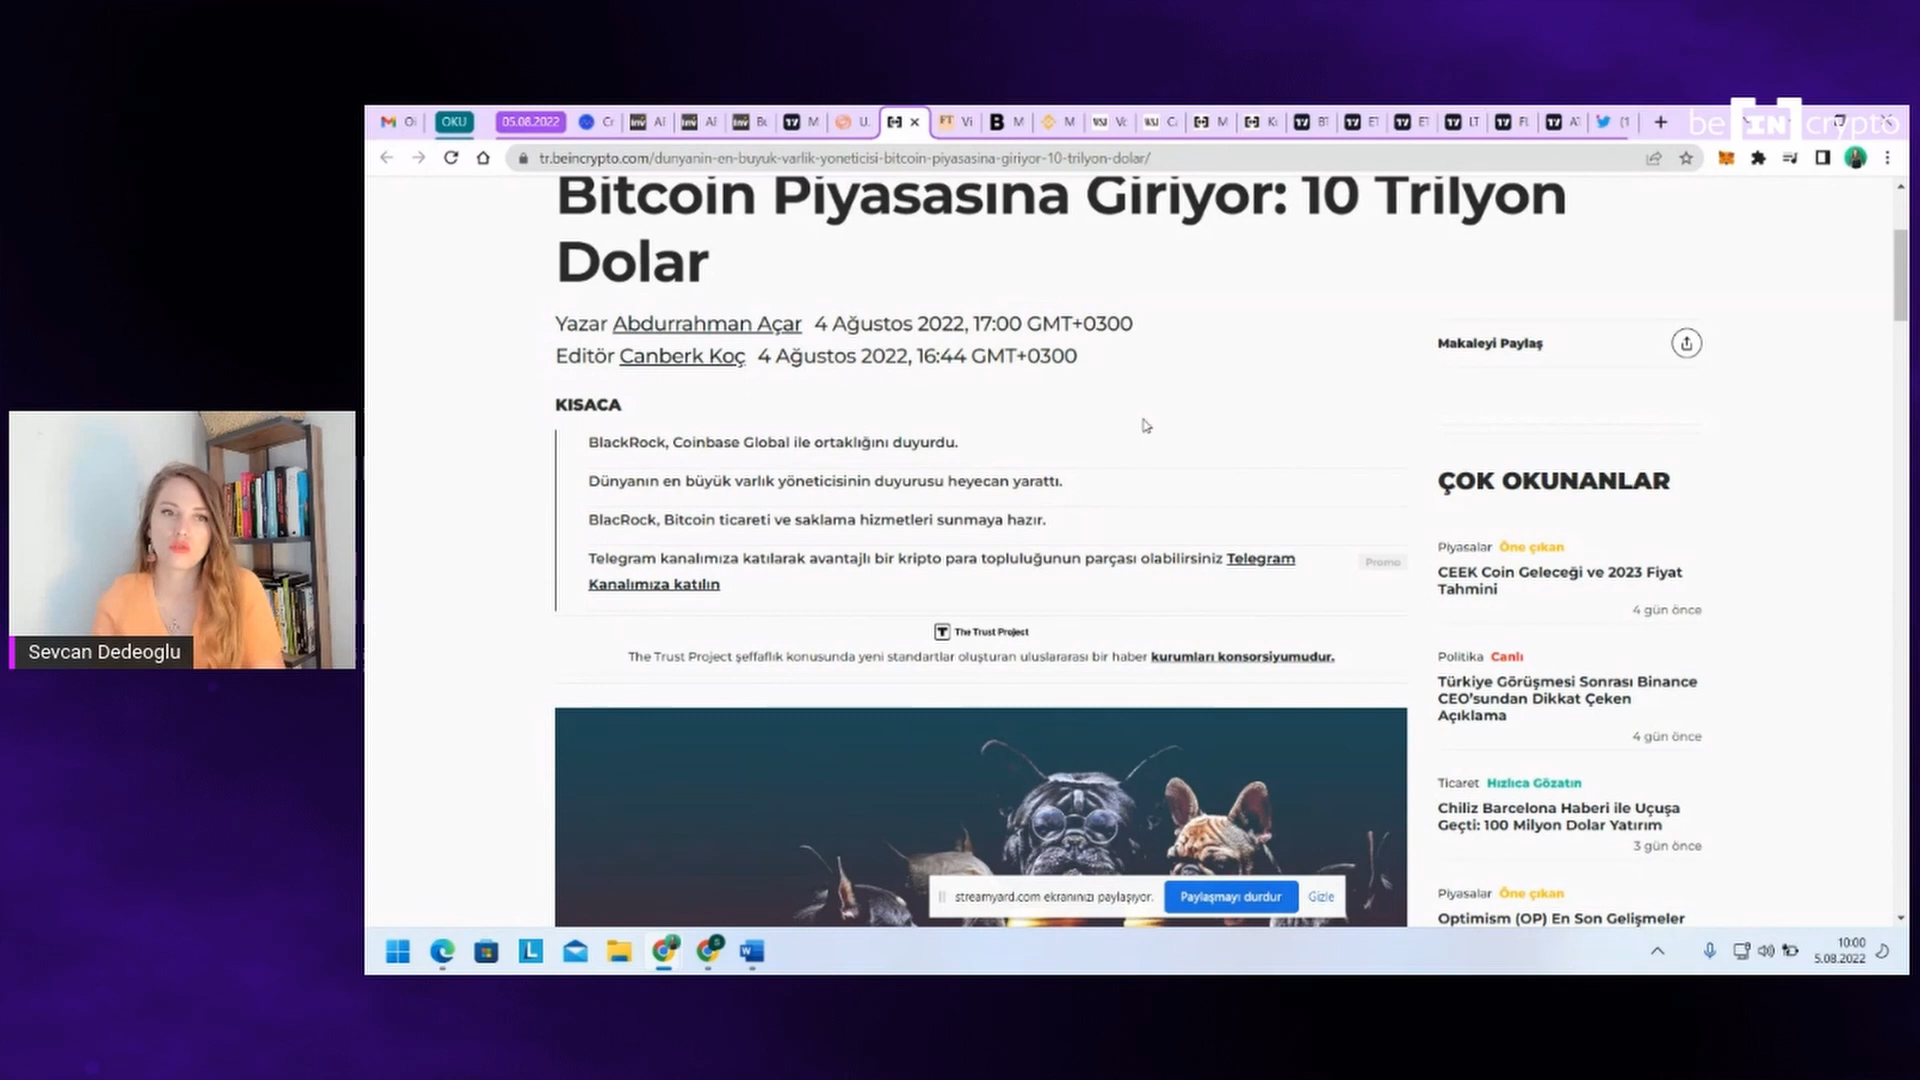 OKU
05.08.2022
be IN crypto
tr.beincrypto.com/dunyanin-en-buyuk-varlik-yoneticisi-bitcoin-piyasasina-giriyor-10-trilyon-dolar/
Bitcoin Piyasasına Giriyor: 10 Trilyon
Dolar
Yazar Abdurrahman Açar 4 Ağustos 2022, 17:00 GMT+0300
Editör Canberk Koç 4 Ağustos 2022, 16:44 GMT+0300
KISACA
BlackRock, Coinbase Global ile ortaklığını duyurdu.
Dünyanın en büyük varlık yöneticisinin duyurusu heyecan yarattı.
BlacRock, Bitcoin ticareti ve saklama hizmetleri sunmaya hazır.
Telegram kanalımıza katılarak avantajlı bir kripto para topluluğunun parçası olabilirsiniz Telegram
Kanalımıza katılın
Promo
The Trust Project
The Trust Project şeffaflık konusunda yeni standartlar oluşturan uluslararası bir haber kurumları konsorsiyumudur.
Makaleyi Paylaş
ÇOK OKUNANLAR
Piyasalar Öne çıkan
CEEK Coin Geleceği ve 2023 Fiyat
Tahmini
4 gün önce
Politika Canlı
Türkiye Görüşmesi Sonrası Binance
CEO'sundan Dikkat Çeken
Açıklama
4 gün önce
Ticaret Hızlıca Gözatın
Chiliz Barcelona Haberi ile Uçuşa
Geçti: 100 Milyon Dolar Yatırım
3 gün önce
Piyasalar Öne çıkan
Optimism (OP) En Son Gelişmeler
streamyard.com ekranınızı paylaşıyor.
Paylaşmayı durdur
Gizle
Sevcan Dedeoglu
10:00
5.08.2022